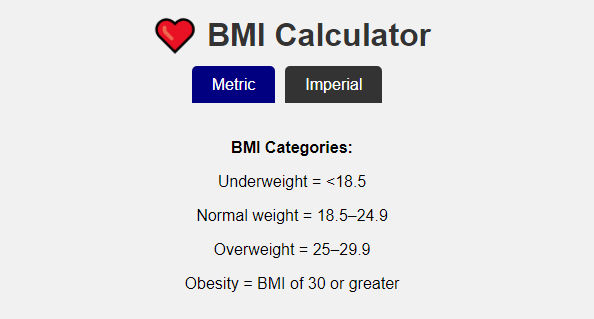 BMI Calculator
Metric Imperial
BMI Categories:
Underweight = <18.5
Normal weight = 18.5–24.9
Overweight = 25–29.9
Obesity = BMI of 30 or greater